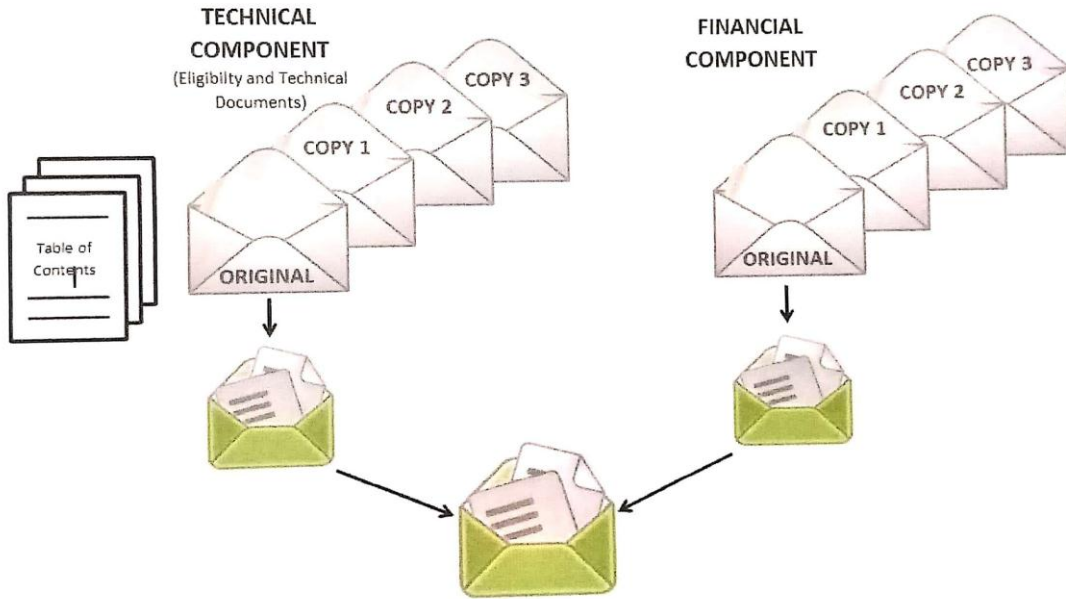 TECHNICAL
COMPONENT
(Eligibilty and Technical
Documents)
COPY 3
COPY 2
COPY 1
ORIGINAL
Table of
Contents
FINANCIAL
COMPONENT
COPY 3
COPY 2
COPY 1
ORIGINAL